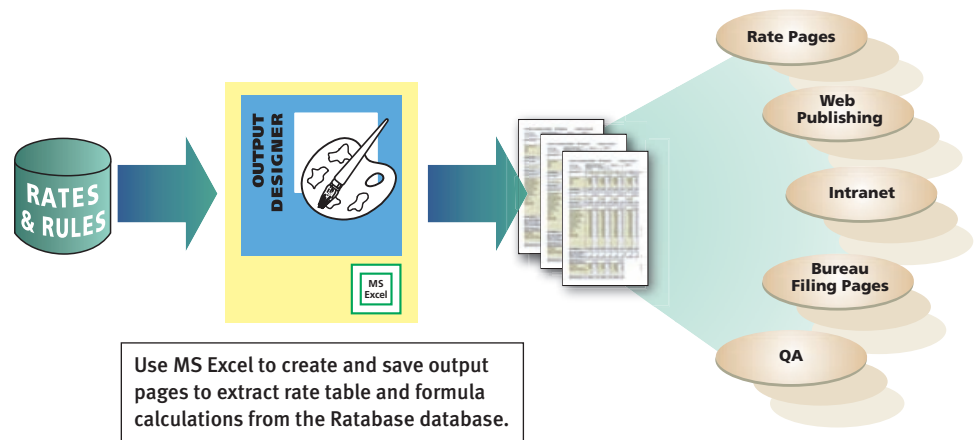 RATES
& RULES
OUTPUT
DESIGNER
MS
Excel
Use MS Excel to create and save output
pages to extract rate table and formula
calculations from the Ratabase database.
Rate Pages
Web
Publishing
Intranet
Bureau
Filing Pages
QA